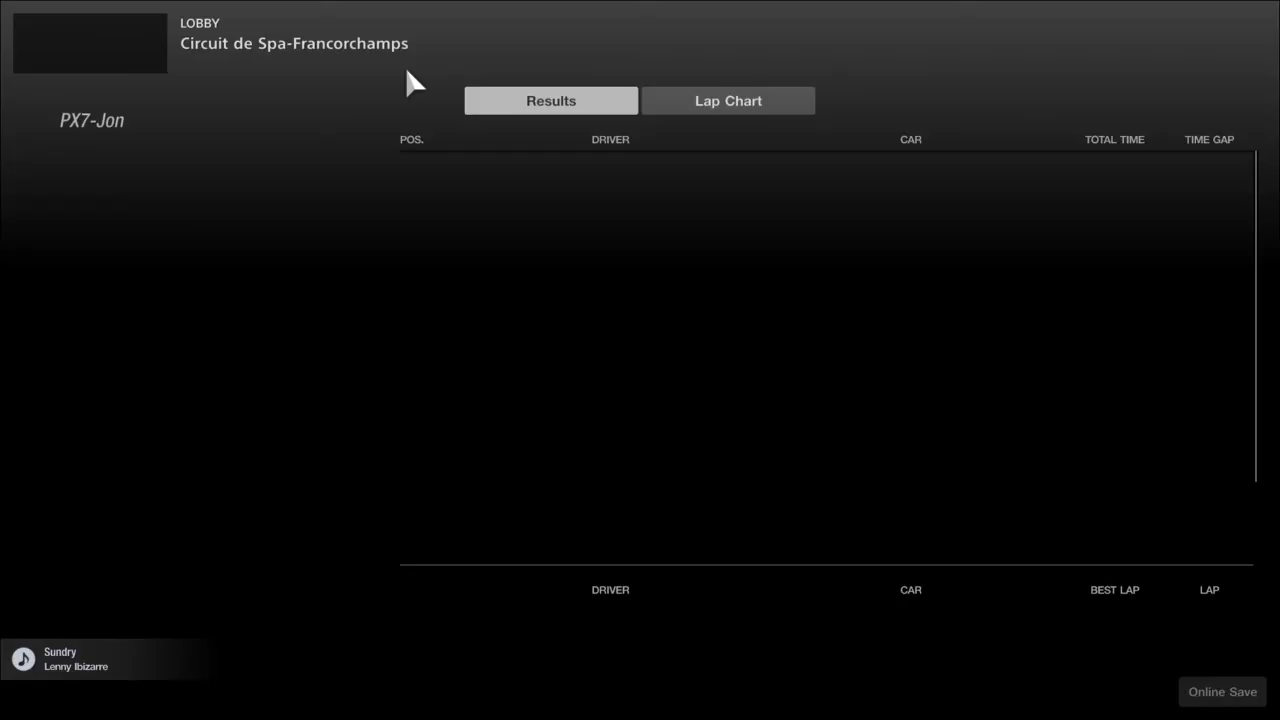 LOBBY
Circuit de Spa-Francorchamps
Results Lap Chart
PX7-Jon
POS. DRIVER CAR TOTAL TIME TIME GAP
DRIVER CAR BEST LAP LAP
Sundry
Lenny Ibizarre
Online Save